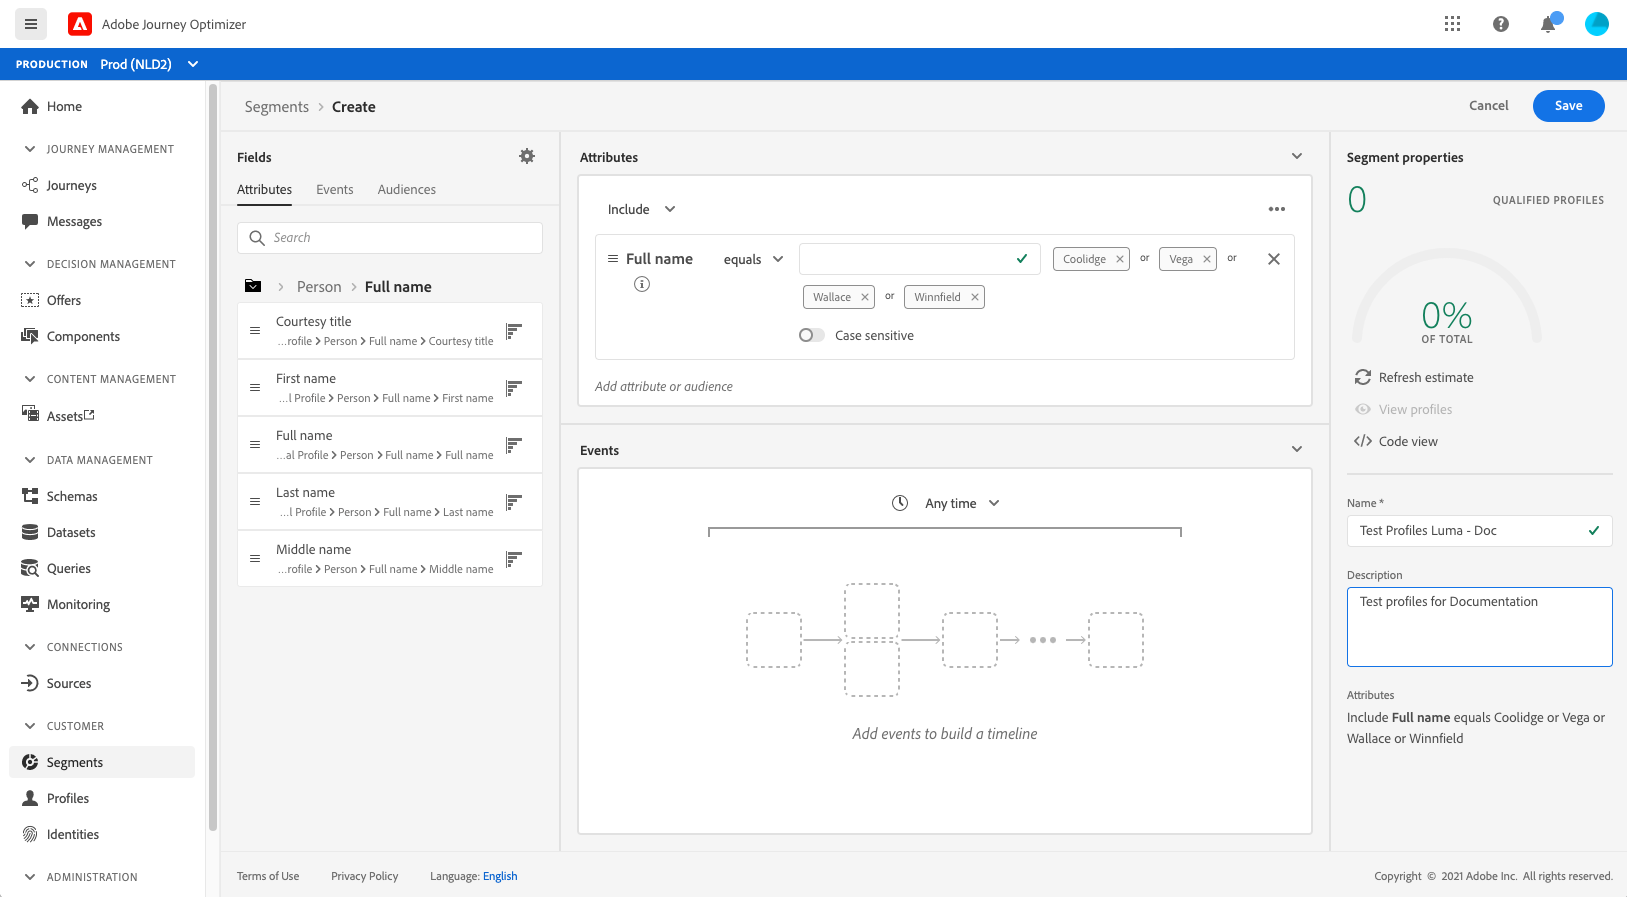 Adobe Journey Optimizer
PRODUCTION Prod (NLD2)
Home
JOURNEY MANAGEMENT
Journeys
Messages
DECISION MANAGEMENT
Offers
Components
CONTENT MANAGEMENT
Assets
DATA MANAGEMENT
Schemas
Datasets
Queries
Monitoring
CONNECTIONS
Sources
CUSTOMER
Segments
Profiles
Identities
ADMINISTRATION
Segments > Create
Cancel Save
Fields
Attributes Events Audiences
Search
> Person > Full name
Courtesy title
...rofile > Person > Full name > Courtesy title
First name
...l Profile > Person > Full name > First name
Full name
...al Profile > Person > Full name > Full name
Last name
...l Profile > Person > Full name > Last name
Middle name
...rofile > Person > Full name > Middle name
Attributes
Include
Full name equals Coolidge or Vega or
Wallace or Winnfield
Case sensitive
Add attribute or audience
Events
Any time
Add events to build a timeline
Segment properties
0 QUALIFIED PROFILES
0%
OF TOTAL
Refresh estimate
View profiles
Code view
Name *
Test Profiles Luma - Doc
Description
Test profiles for Documentation
Attributes
Include Full name equals Coolidge or Vega or
Wallace or Winnfield
Terms of Use Privacy Policy Language: English
Copyright © 2021 Adobe Inc. All rights reserved.